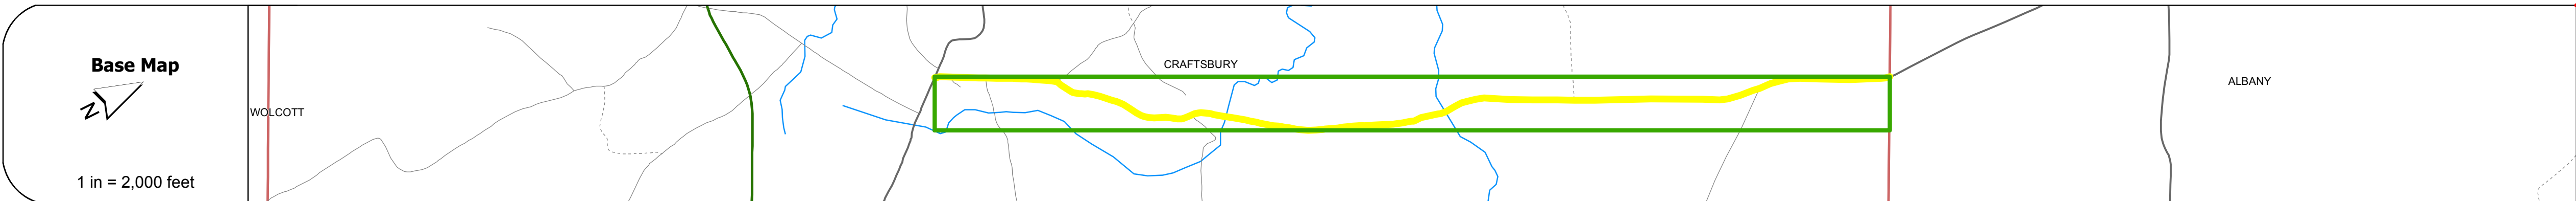 Base Map
N
1 in = 2,000 feet
WOLCOTT
CRAFTSBURY
ALBANY